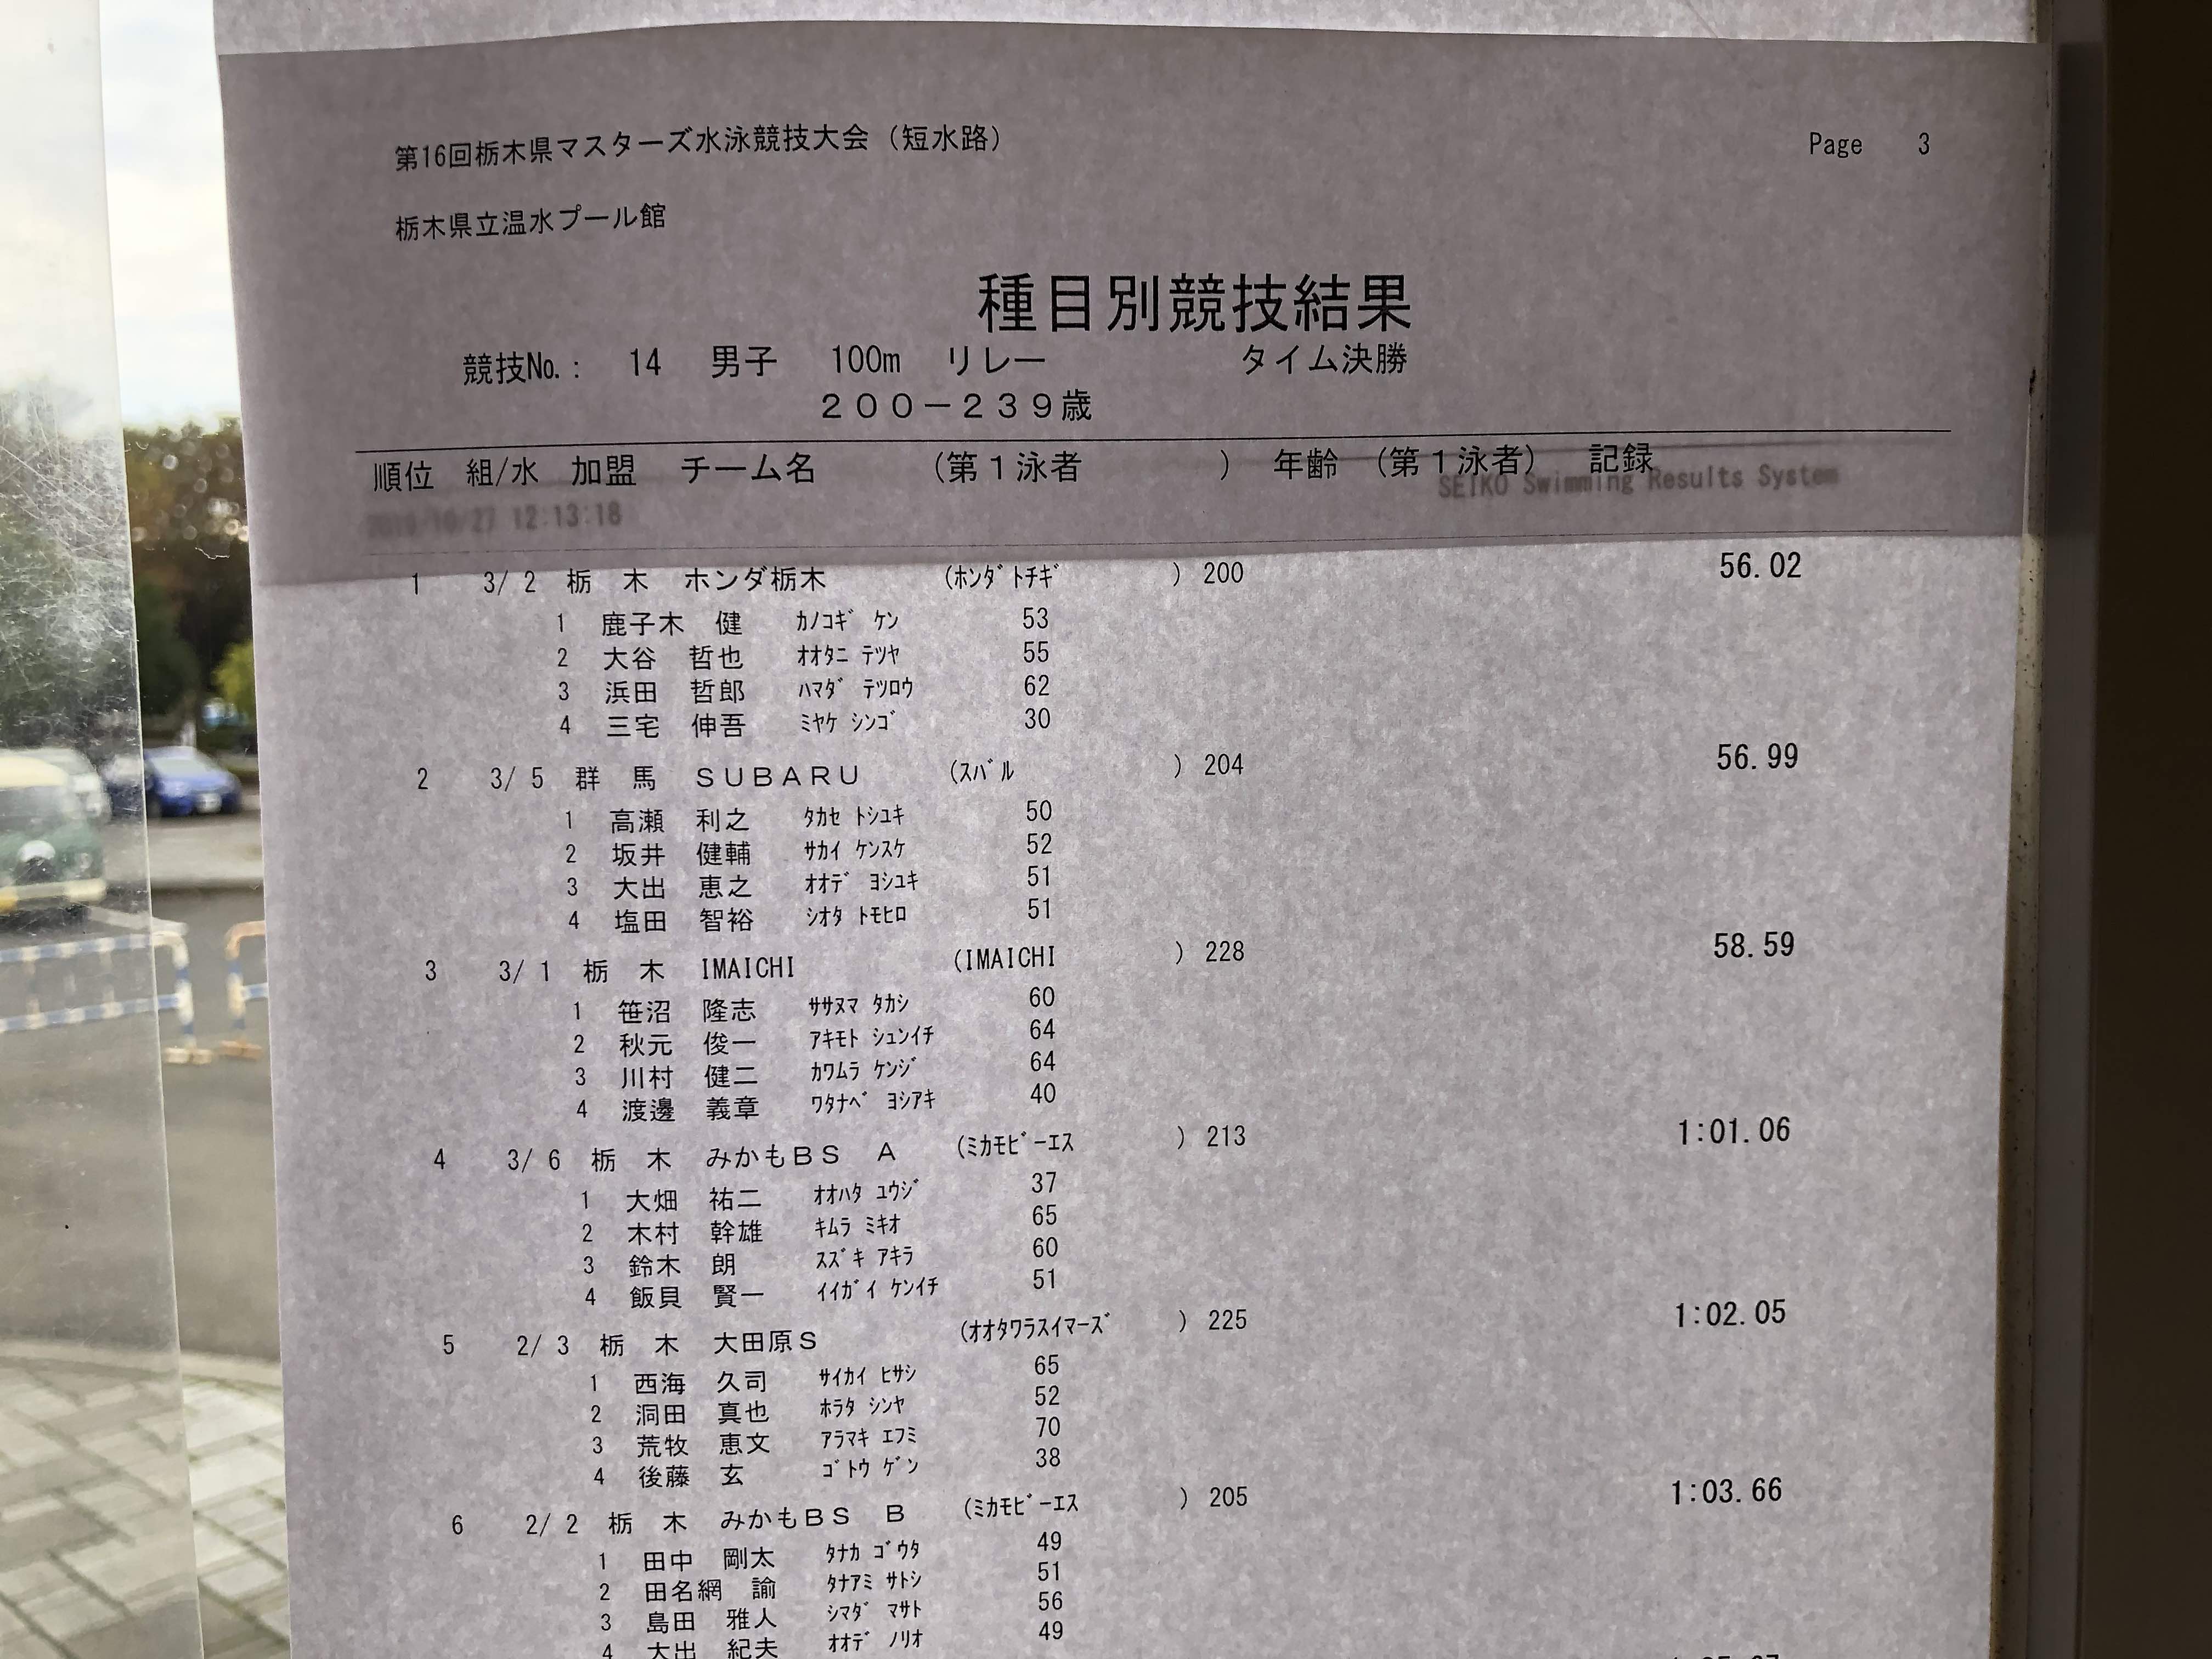 第16回栃木県マスターズ水泳競技大会（短水路） Page 3
栃木県立温水プール館
種目別競技結果
競技No.: 14 男子 100m リレー タイム決勝
２００－２３９歳
順位 組/水 加盟 チーム名 （第１泳者 ） 年齢 （第１泳者） 記録
SEIKO Swimming Results System
10/27 12:13:18
1 3/ 2 栃 木 ホンダ栃木 (ﾎﾝﾀﾞﾄﾁｷﾞ ) 200 56.02
1 鹿子木 健 ｶﾉｺｷﾞ ｹﾝ 53
2 大谷 哲也 ｵｵﾀﾆ ﾃﾂﾔ 55
3 浜田 哲郎 ﾊﾏﾀﾞ ﾃﾂﾛｳ 62
4 三宅 伸吾 ﾐﾔｹ ｼﾝｺﾞ 30
2 3/ 5 群 馬 ＳＵＢＡＲＵ (ｽﾊﾞﾙ ) 204 56.99
1 高瀬 利之 ﾀｶｾ ﾄｼﾕｷ 50
2 坂井 健輔 ｻｶｲ ｹﾝｽｹ 52
3 大出 恵之 ｵｵﾃﾞ ﾖｼﾕｷ 51
4 塩田 智裕 ｼｵﾀ ﾄﾓﾋﾛ 51
3 3/ 1 栃 木 IMAICHI (IMAICHI ) 228 58.59
1 笹沼 隆志 ｻｻﾇﾏ ﾀｶｼ 60
2 秋元 俊一 ｱｷﾓﾄ ｼｭﾝｲﾁ 64
3 川村 健二 ｶﾜﾑﾗ ｹﾝｼﾞ 64
4 渡邊 義章 ﾜﾀﾅﾍﾞ ﾖｼｱｷ 40
4 3/ 6 栃 木 みかもＢＳ Ａ (ﾐｶﾓﾋﾞｰｴｽ ) 213 1:01.06
1 大畑 祐二 ｵｵﾊﾀ ﾕｳｼﾞ 37
2 木村 幹雄 ｷﾑﾗ ﾐｷｵ 65
3 鈴木 朗 ｽｽﾞｷ ｱｷﾗ 60
4 飯貝 賢一 ｲｲｶﾞｲ ｹﾝｲﾁ 51
5 2/ 3 栃 木 大田原Ｓ (ｵｵﾀﾜﾗｽｲﾏｰｽﾞ ) 225 1:02.05
1 西海 久司 ｻｲｶｲ ﾋｻｼ 65
2 洞田 真也 ﾎﾗﾀ ｼﾝﾔ 52
3 荒牧 恵文 ｱﾗﾏｷ ｴﾌﾐ 70
4 後藤 玄 ｺﾞﾄｳ ｹﾞﾝ 38
6 2/ 2 栃 木 みかもＢＳ Ｂ (ﾐｶﾓﾋﾞｰｴｽ ) 205 1:03.66
1 田中 剛太 ﾀﾅｶ ｺﾞｳﾀ 49
2 田名網 諭 ﾀﾅｱﾐ ｻﾄｼ 51
3 島田 雅人 ｼﾏﾀﾞ ﾏｻﾄ 56
4 大出 紀夫 ｵｵﾃﾞ ﾉﾘｵ 49